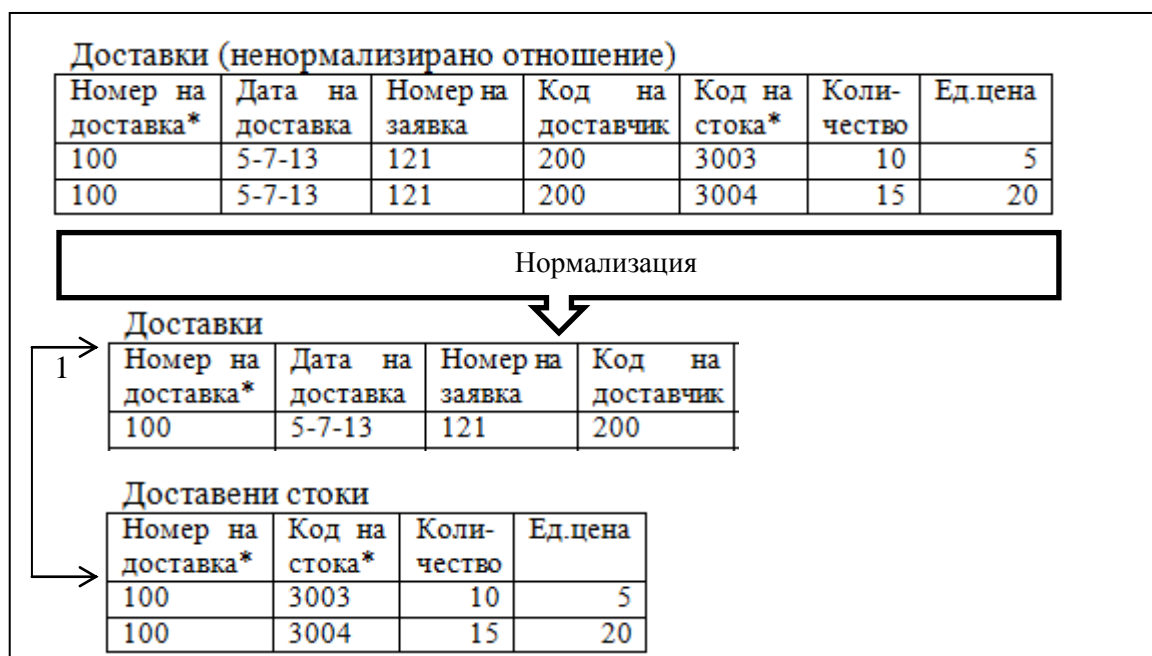 Доставки (ненормализирано отношение)
Номер на Дата на Номер на Код на Код на Коли- Ед.цена
доставка* доставка заявка доставчик стока* чество
100 5-7-13 121 200 3003 10 5
100 5-7-13 121 200 3004 15 20
Нормализация
Доставки
1
Номер на Дата на Номер на Код на
доставка* доставка заявка доставчик
100 5-7-13 121 200
Доставени стоки
Номер на Код на Коли- Ед.цена
доставка* стока* чество
100 3003 10 5
100 3004 15 20